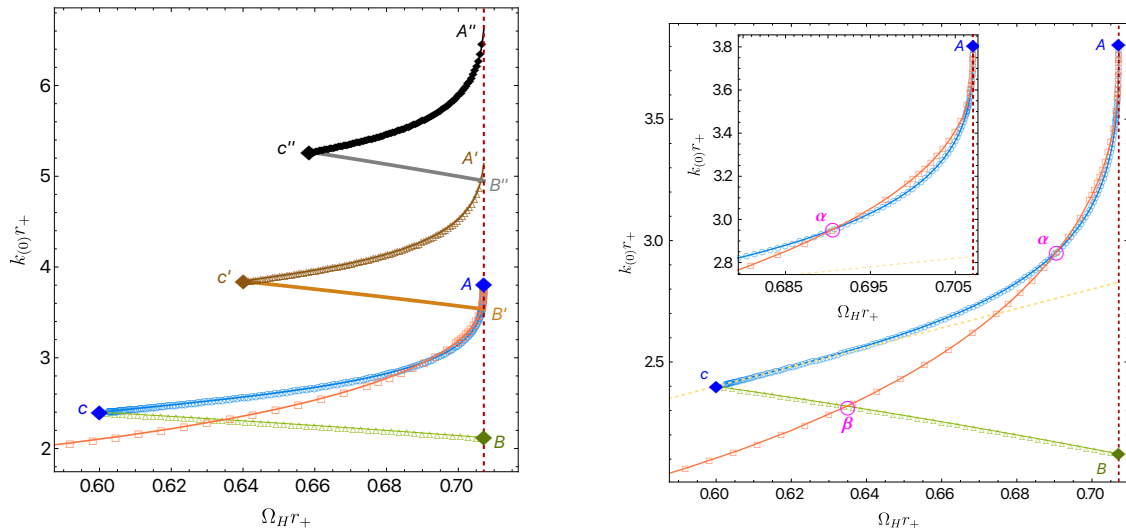 A''
c''
A'
B''
c'
A
B'
c
B
6
5
4
3
2
k(0)r+
0.60
0.62
0.64
0.66
0.68
0.70
ΩHr+
A
α
β
c
B
3.5
3.0
2.5
k(0)r+
0.60
0.62
0.64
0.66
0.68
0.70
ΩHr+
A
α
3.8
3.6
3.4
3.2
3.0
2.8
k(0)r+
0.685
0.695
0.705
ΩHr+